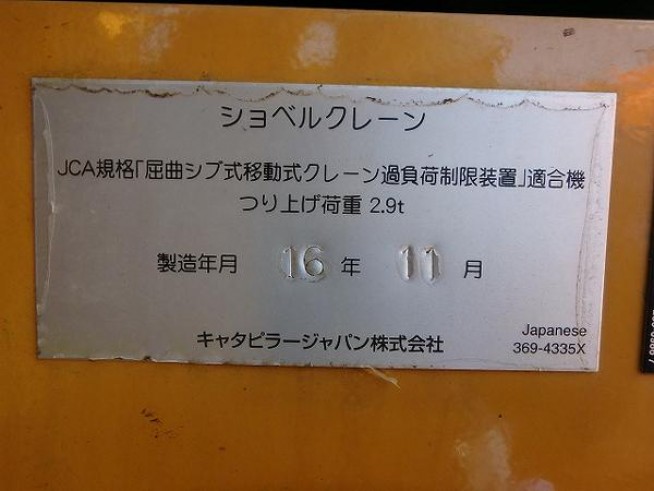 ショベルクレーン
JCA規格｢屈曲シブ式移動式クレーン過負荷制限装置｣適合機
つり上げ荷重 2.9t
製造年月 16 年 11 月
キャタピラージャパン株式会社
Japanese
369-4335X